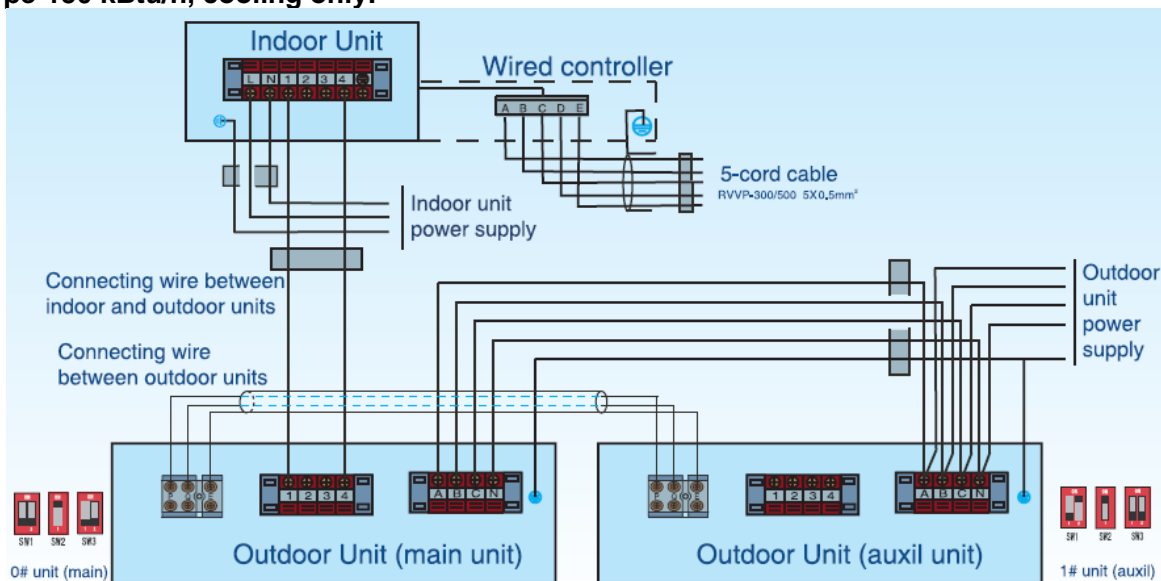 Indoor Unit
L N 1 2 3 4
Wired controller
A B C D E
5-cord cable
RVVP-300/500 5X0.5mm²
Indoor unit
power supply
Connecting wire between
indoor and outdoor units
Connecting wire
between outdoor units
Outdoor
unit
power
supply
1 2 3 4
A B C N
1 2 3 4
A B C N
SW1 SW2 SW3
0# unit (main)
Outdoor Unit (main unit)
Outdoor Unit (auxil unit)
SW1 SW2 SW3
1# unit (auxil)